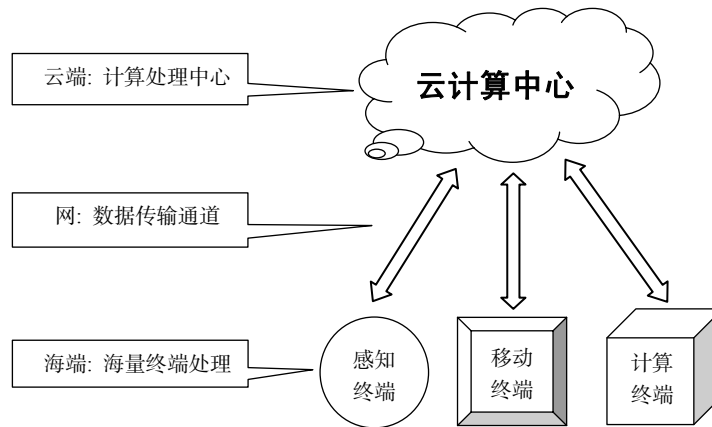 云端: 计算处理中心
云计算中心
网: 数据传输通道
海端: 海量终端处理
感知
终端
移动
终端
计算
终端